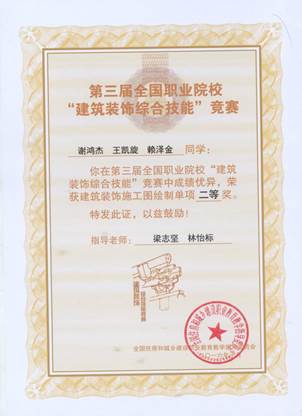 第三届全国职业院校
“建筑装饰综合技能”竞赛
谢鸿杰 王凯旋 赖泽金 同学:
你在第三届全国职业院校“建筑
装饰综合技能”竞赛中成绩优异,荣
获建筑装饰施工图绘制单项 二等 奖。
特发此证,以兹鼓励!
指导老师: 梁志坚 林怡标